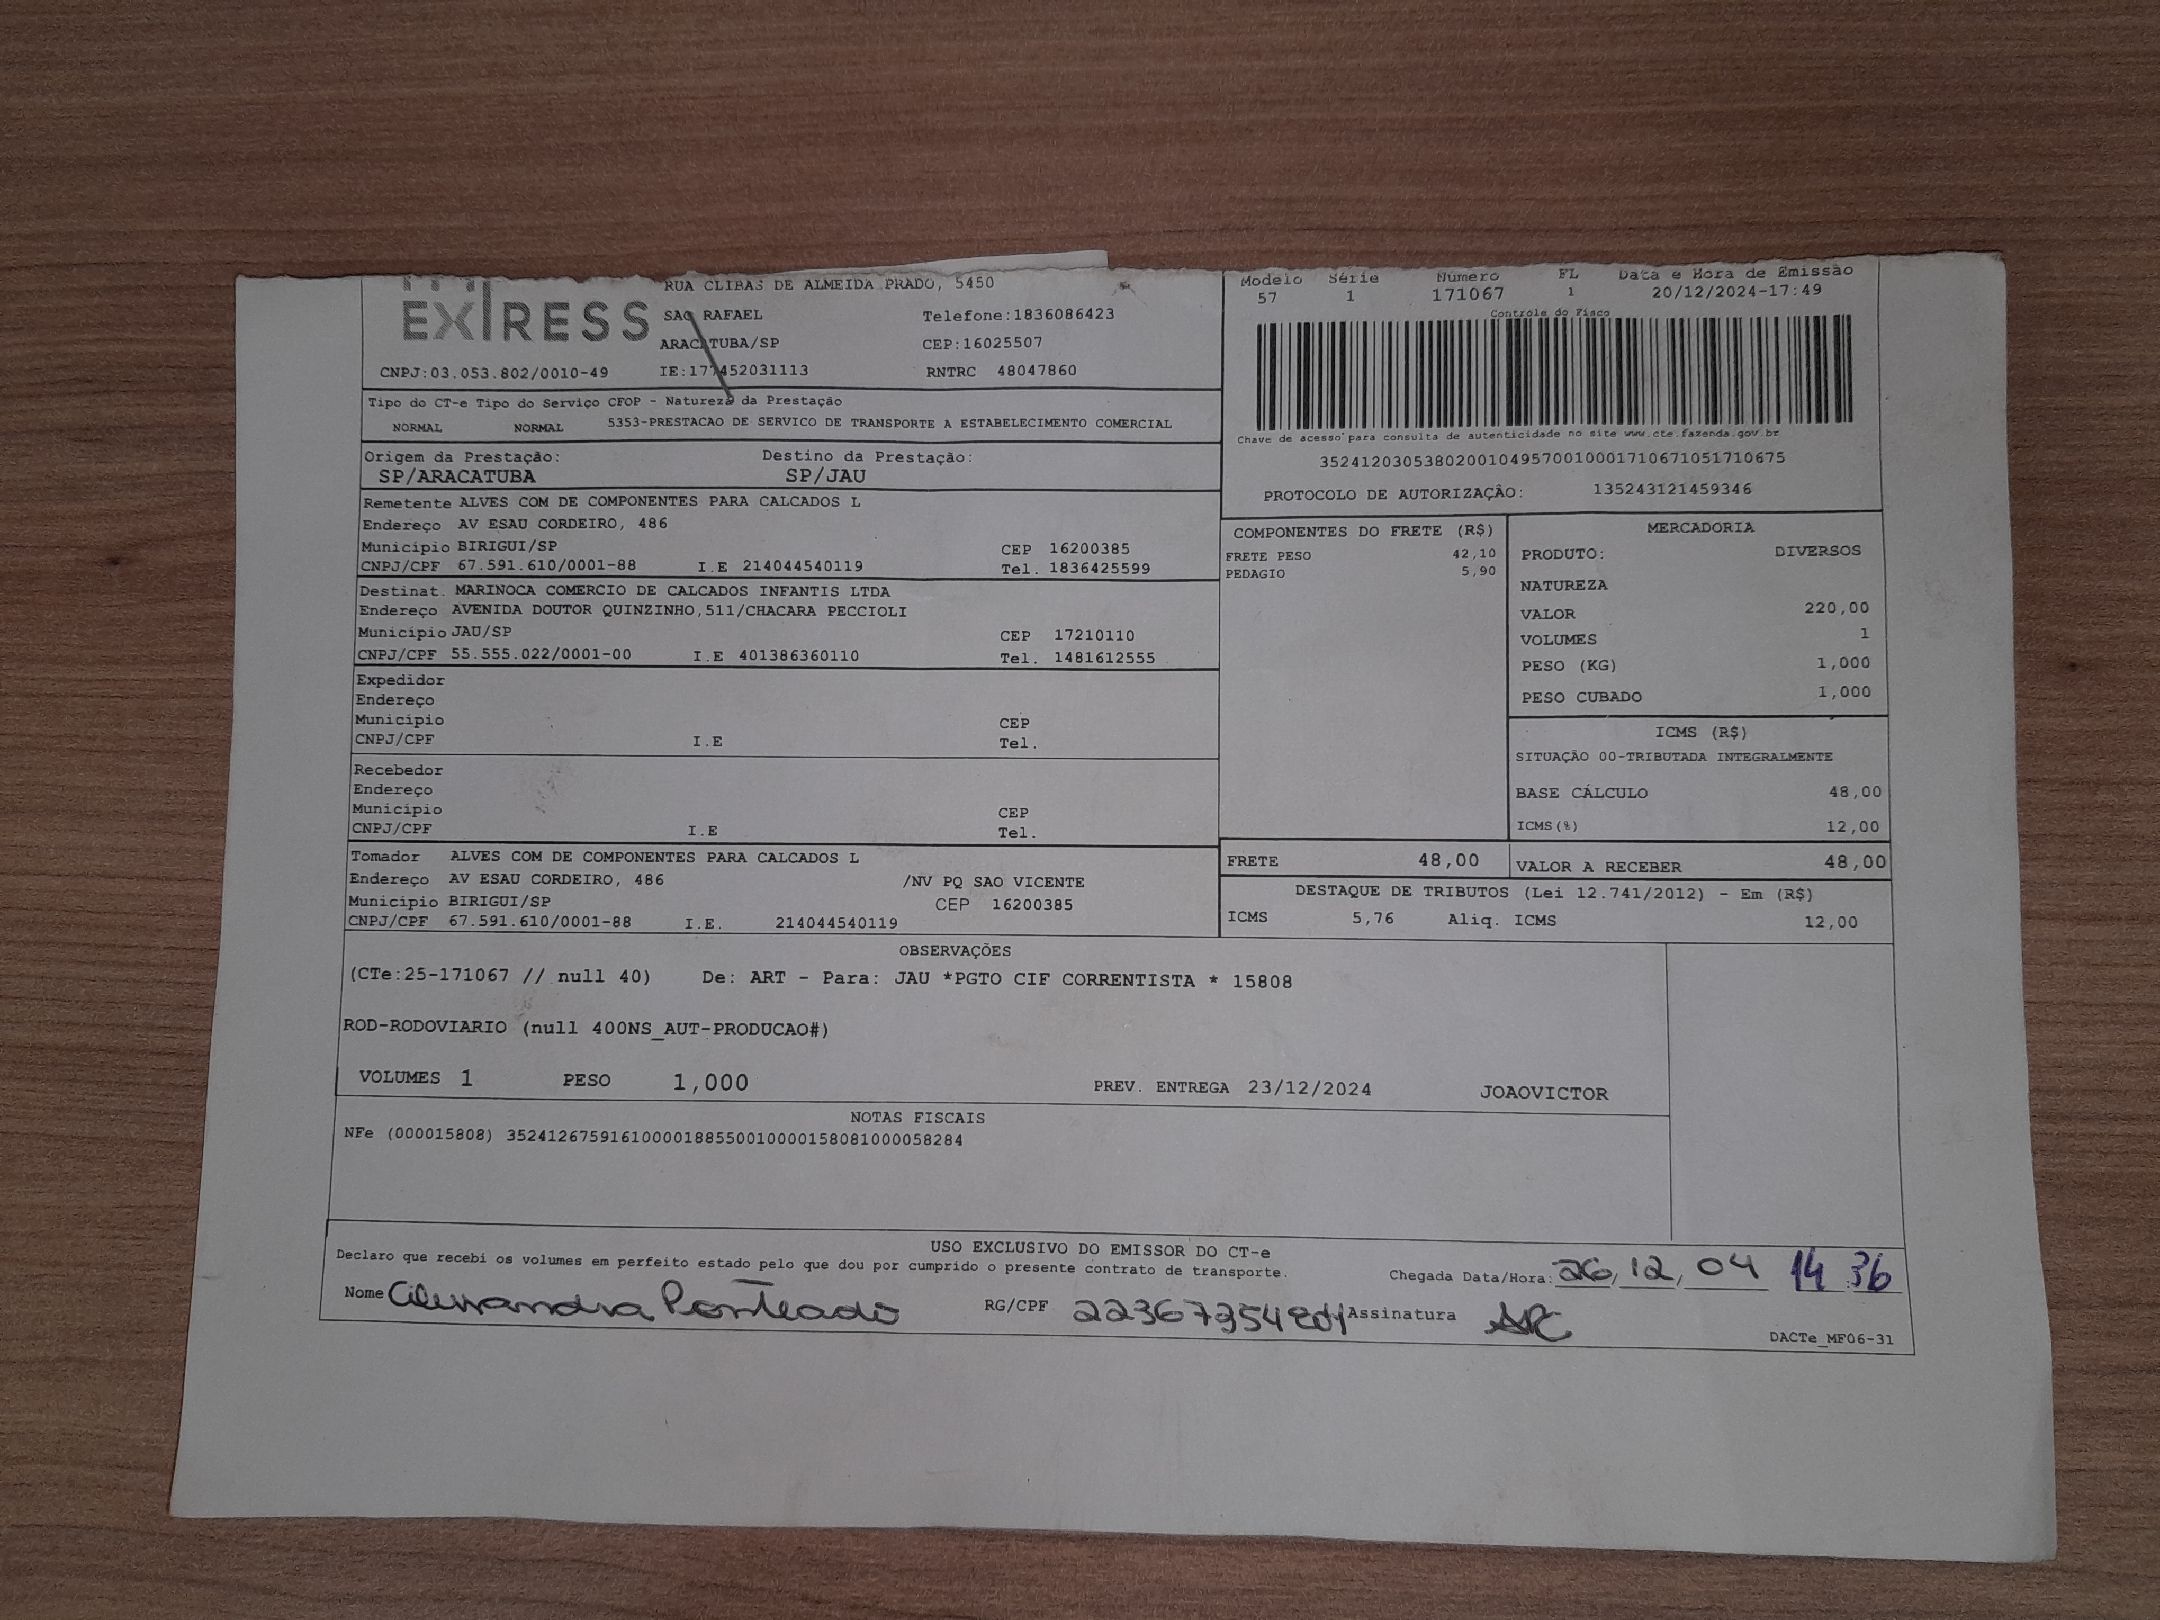 EXPRESS
RUA CLIBAS DE ALMEIDA PRADO, 5450
SAO RAFAEL Telefone:1836086423
ARACATUBA/SP CEP:16025507
CNPJ:03.053.802/0010-49 IE:177452031113 RNTRC 48047860
Modelo Série Número FL Data e Hora de Emissão
57 1 171067 1 20/12/2024-17:49
Controle do Fisco
Chave de acesso para consulta de autenticidade no site www.cte.fazenda.gov.br
35241203053802001049570010001710671051710675
PROTOCOLO DE AUTORIZAÇÃO: 135243121459346
Tipo do CT-e Tipo do Serviço CFOP - Natureza da Prestação
NORMAL NORMAL 5353-PRESTACAO DE SERVICO DE TRANSPORTE A ESTABELECIMENTO COMERCIAL
Origem da Prestação: Destino da Prestação:
SP/ARACATUBA SP/JAU
Remetente ALVES COM DE COMPONENTES PARA CALCADOS L
Endereço AV ESAU CORDEIRO, 486
Município BIRIGUI/SP CEP 16200385
CNPJ/CPF 67.591.610/0001-88 I.E 214044540119 Tel. 1836425599
Destinat. MARINOCA COMERCIO DE CALCADOS INFANTIS LTDA
Endereço AVENIDA DOUTOR QUINZINHO,511/CHACARA PECCIOLI
Município JAU/SP CEP 17210110
CNPJ/CPF 55.555.022/0001-00 I.E 401386360110 Tel. 1481612555
Expedidor
Endereço
Município CEP
CNPJ/CPF I.E Tel.
Recebedor
Endereço
Município CEP
CNPJ/CPF I.E Tel.
Tomador ALVES COM DE COMPONENTES PARA CALCADOS L
Endereço AV ESAU CORDEIRO, 486 /NV PQ SAO VICENTE
Município BIRIGUI/SP CEP 16200385
CNPJ/CPF 67.591.610/0001-88 I.E. 214044540119
COMPONENTES DO FRETE (R$)
FRETE PESO 42,10
PEDAGIO 5,90
MERCADORIA
PRODUTO: DIVERSOS
NATUREZA
VALOR 220,00
VOLUMES 1
PESO (KG) 1,000
PESO CUBADO 1,000
ICMS (R$)
SITUAÇÃO 00-TRIBUTADA INTEGRALMENTE
BASE CÁLCULO 48,00
ICMS(%) 12,00
FRETE 48,00 VALOR A RECEBER 48,00
DESTAQUE DE TRIBUTOS (Lei 12.741/2012) - Em (R$)
ICMS 5,76 Aliq. ICMS 12,00
OBSERVAÇÕES
(CTe:25-171067 // null 40) De: ART - Para: JAU *PGTO CIF CORRENTISTA * 15808
ROD-RODOVIARIO (null 400NS_AUT-PRODUCAO#)
VOLUMES 1 PESO 1,000 PREV. ENTREGA 23/12/2024 JOAOVICTOR
NOTAS FISCAIS
NFe (000015808) 35241267591610000188550010000158081000058284
USO EXCLUSIVO DO EMISSOR DO CT-e
Declaro que recebi os volumes em perfeito estado pelo que dou por cumprido o presente contrato de transporte.
Chegada Data/Hora: 26/12/04 14 36
Nome Alessandra Penteado RG/CPF Assinatura
DACTe_MF06-31